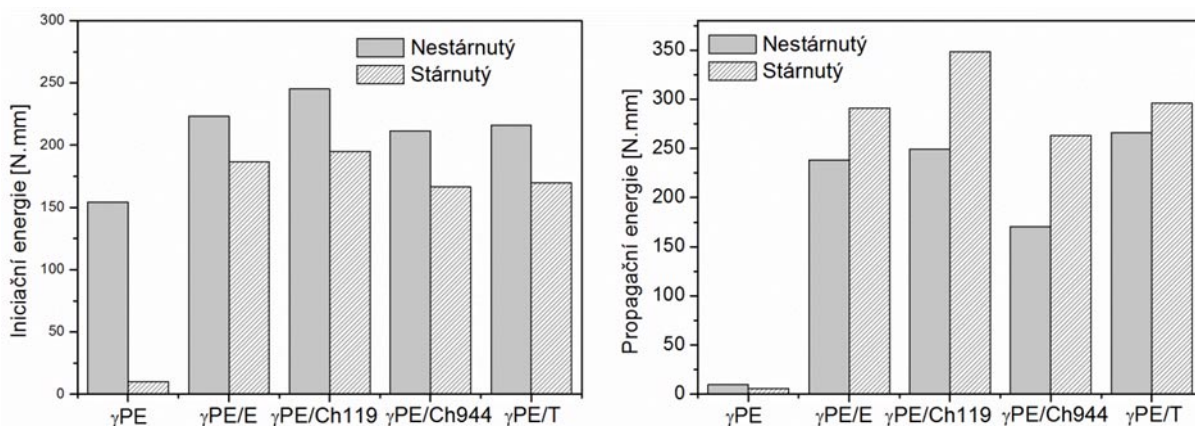 300
250
200
150
100
50
0
Iniciační energie [N.mm]
Nestárnutý
Stárnutý
γPE
γPE/E
γPE/Ch119
γPE/Ch944
γPE/T
350
300
250
200
150
100
50
0
Propagační energie [N.mm]
Nestárnutý
Stárnutý
γPE
γPE/E
γPE/Ch119
γPE/Ch944
γPE/T